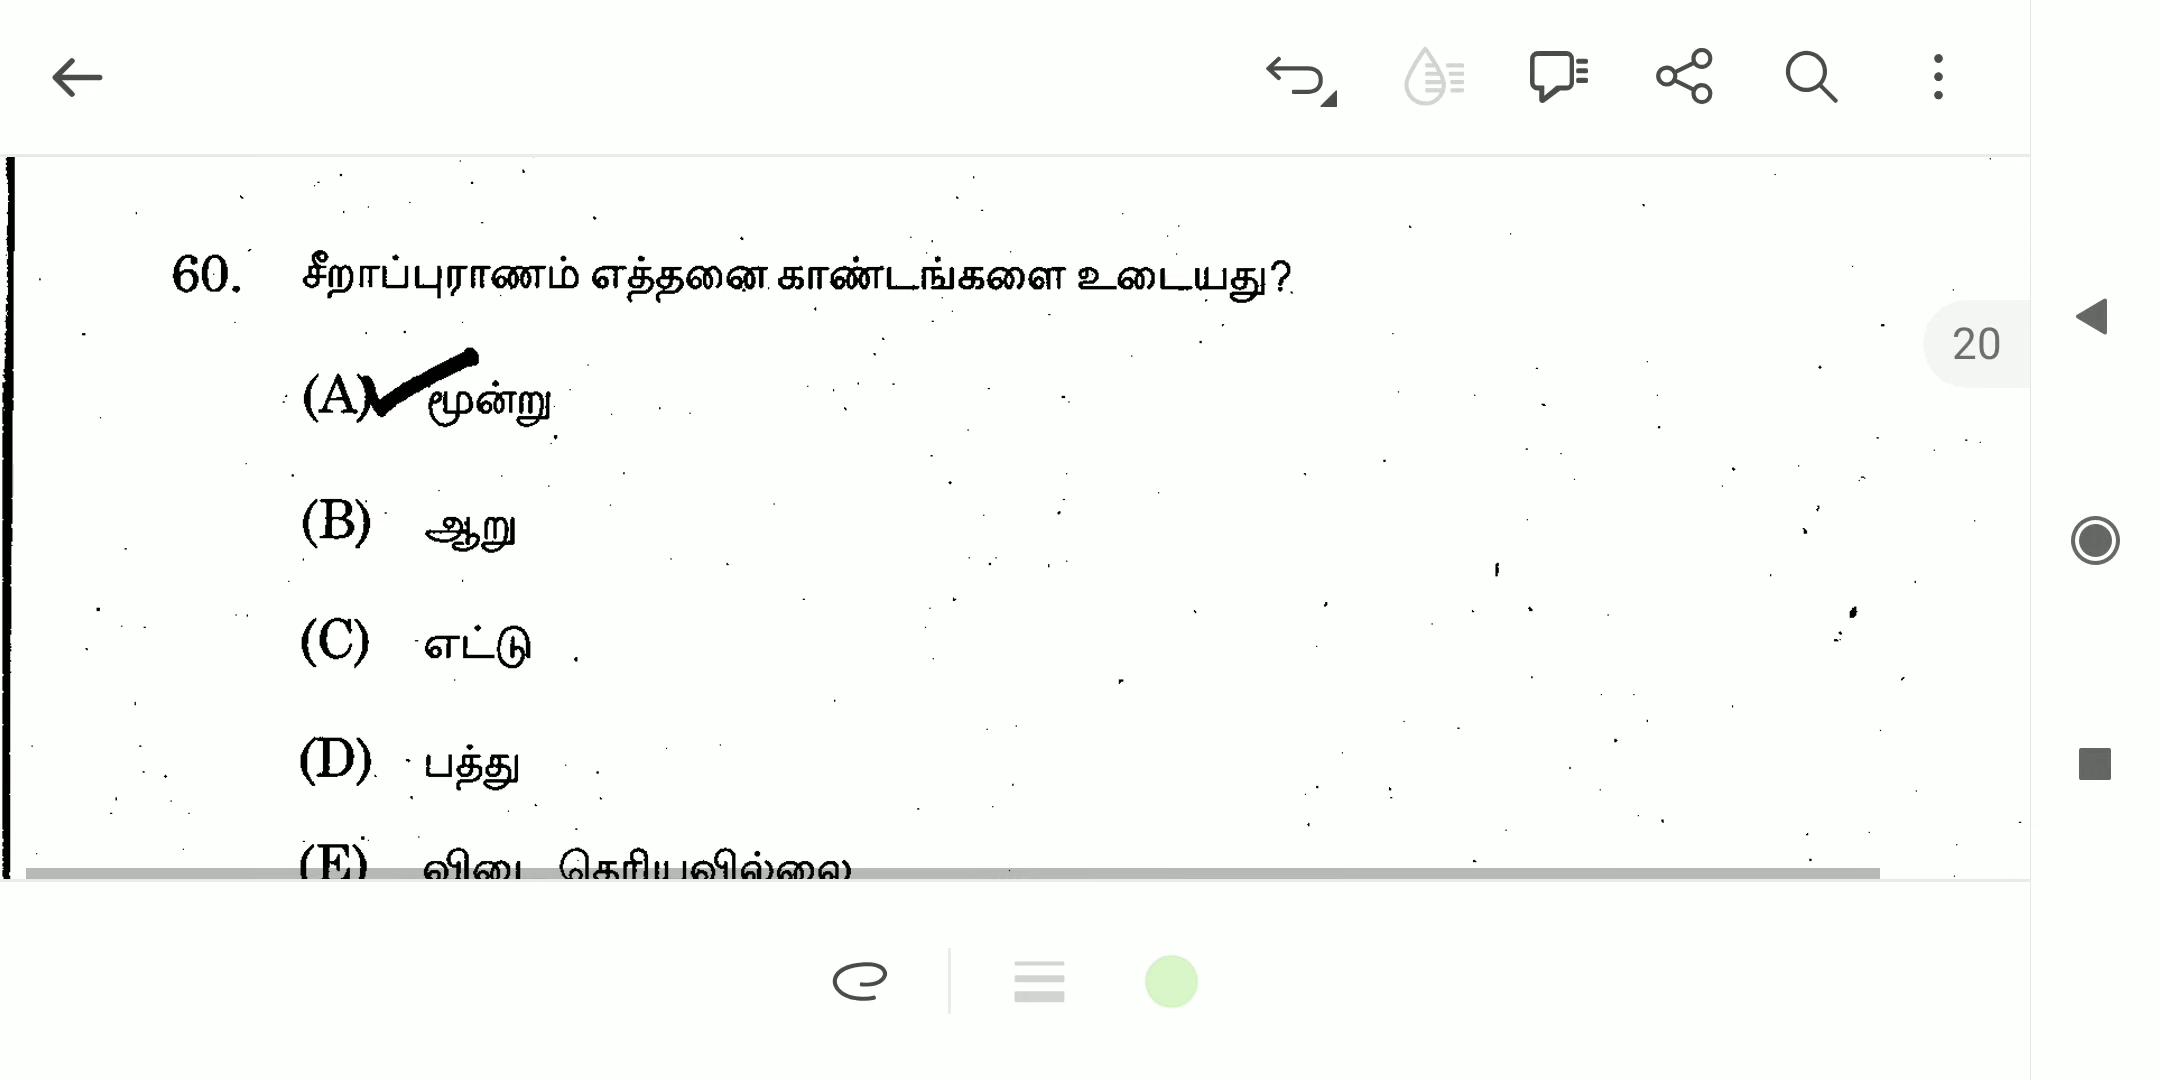 20
60. சீறாப்புராணம் எத்தனை காண்டங்களை உடையது?
(A) மூன்று
(B) ஆறு
(C) எட்டு
(D) பத்து
(E) விடை தெரியவில்லை